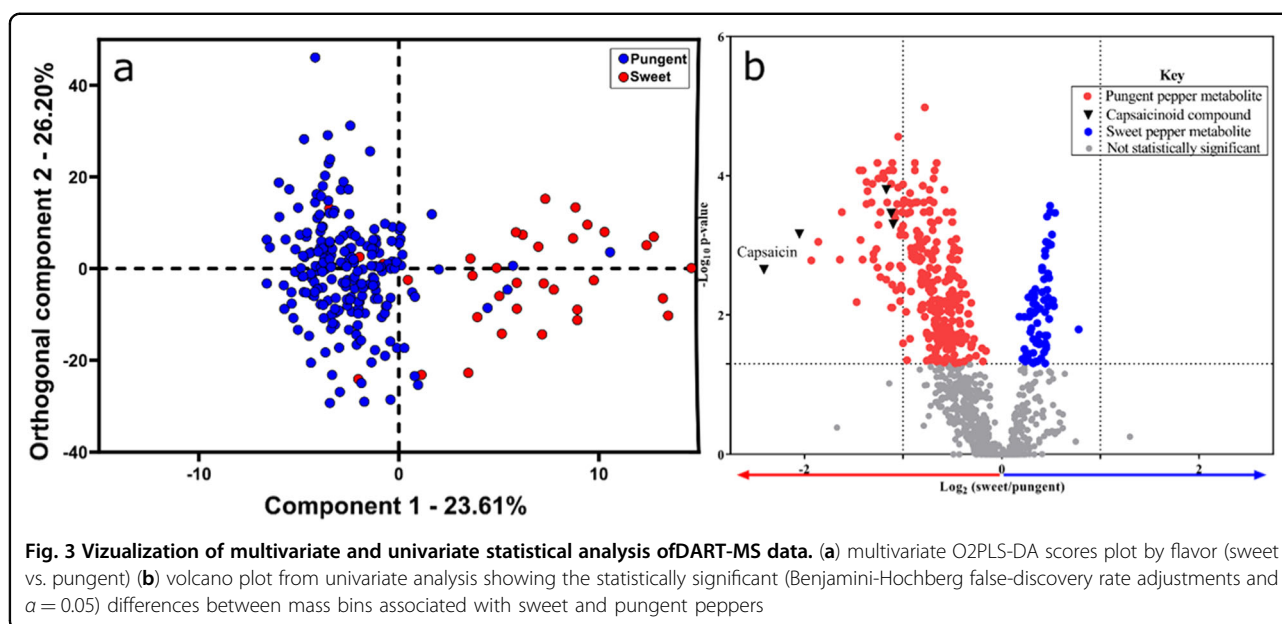 a
Pungent
Sweet
40
20
0
-20
-40
-10
0
10
Orthogonal component 2 - 26.20%
Component 1 - 23.61%
b
Key
Pungent pepper metabolite
Capsaicinoid compound
Sweet pepper metabolite
Not statistically significant
6
4
2
0
-Log10 p-value
Capsaicin
-2
0
2
Log2 (sweet/pungent)
Fig. 3 Vizualization of multivariate and univariate statistical analysis ofDART-MS data. (a) multivariate O2PLS-DA scores plot by flavor (sweet
vs. pungent) (b) volcano plot from univariate analysis showing the statistically significant (Benjamini-Hochberg false-discovery rate adjustments and
α = 0.05) differences between mass bins associated with sweet and pungent peppers